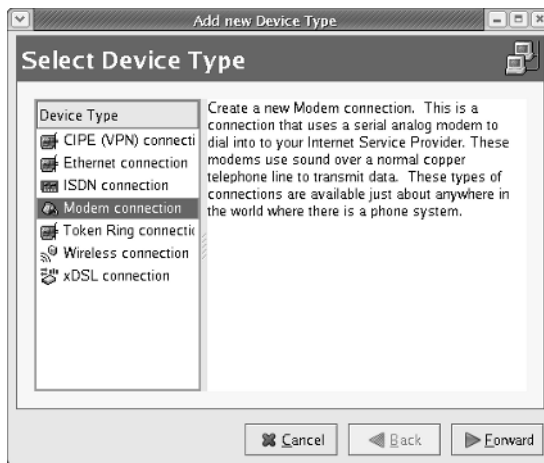 Add new Device Type
Select Device Type
Device Type
CIPE (VPN) connecti
Ethernet connection
ISDN connection
Modem connection
Token Ring connectic
Wireless connection
xDSL connection
Create a new Modem connection. This is a
connection that uses a serial analog modem to
dial into to your Internet Service Provider. These
modems use sound over a normal copper
telephone line to transmit data. These types of
connections are available just about anywhere in
the world where there is a phone system.
Cancel
Back
Forward